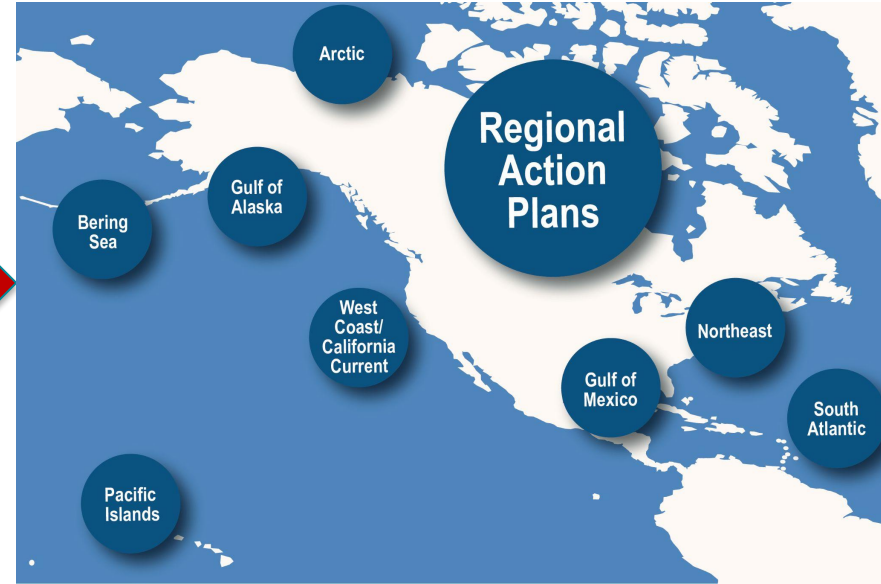 Arctic
Regional
Action
Plans
Gulf of
Alaska
Bering
Sea
West
Coast/
California
Current
Northeast
Gulf of
Mexico
South
Atlantic
Pacific
Islands